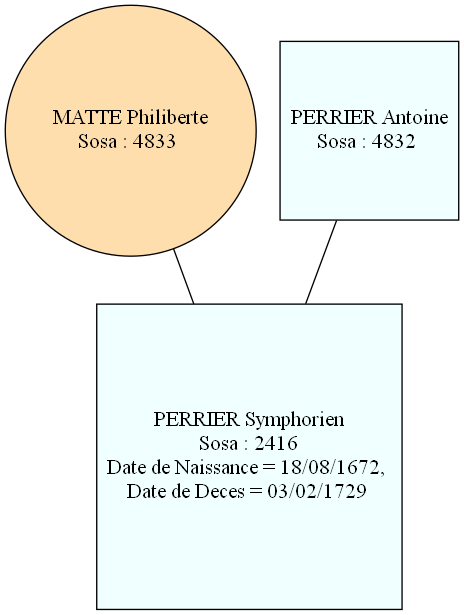 MATTE Philiberte
Sosa : 4833
PERRIER Antoine
Sosa : 4832
PERRIER Symphorien
Sosa : 2416
Date de Naissance = 18/08/1672,
Date de Deces = 03/02/1729